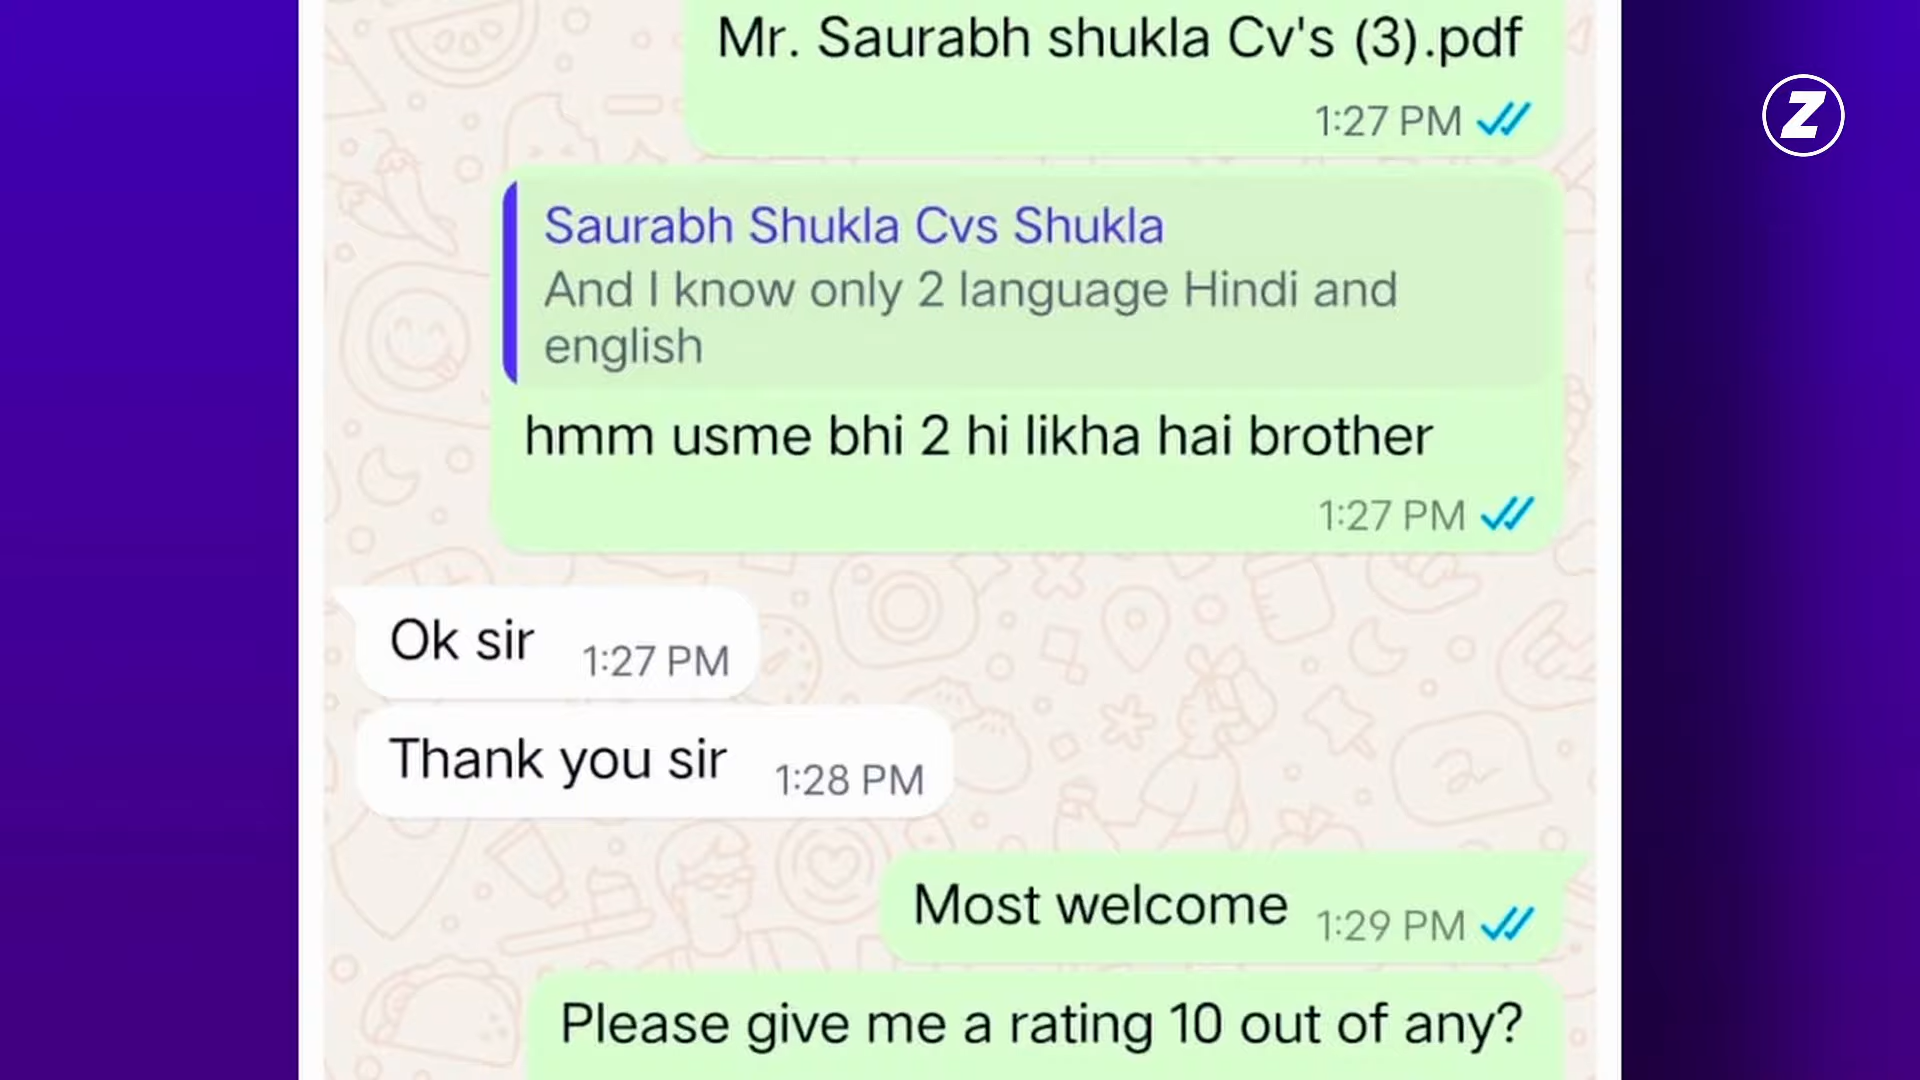 Mr. Saurabh shukla Cv's (3).pdf
1:27 PM
Z
Saurabh Shukla Cvs Shukla
And I know only 2 language Hindi and
english
hmm usme bhi 2 hi likha hai brother
1:27 PM
Ok sir 1:27 PM
Thank you sir 1:28 PM
Most welcome 1:29 PM
Please give me a rating 10 out of any?